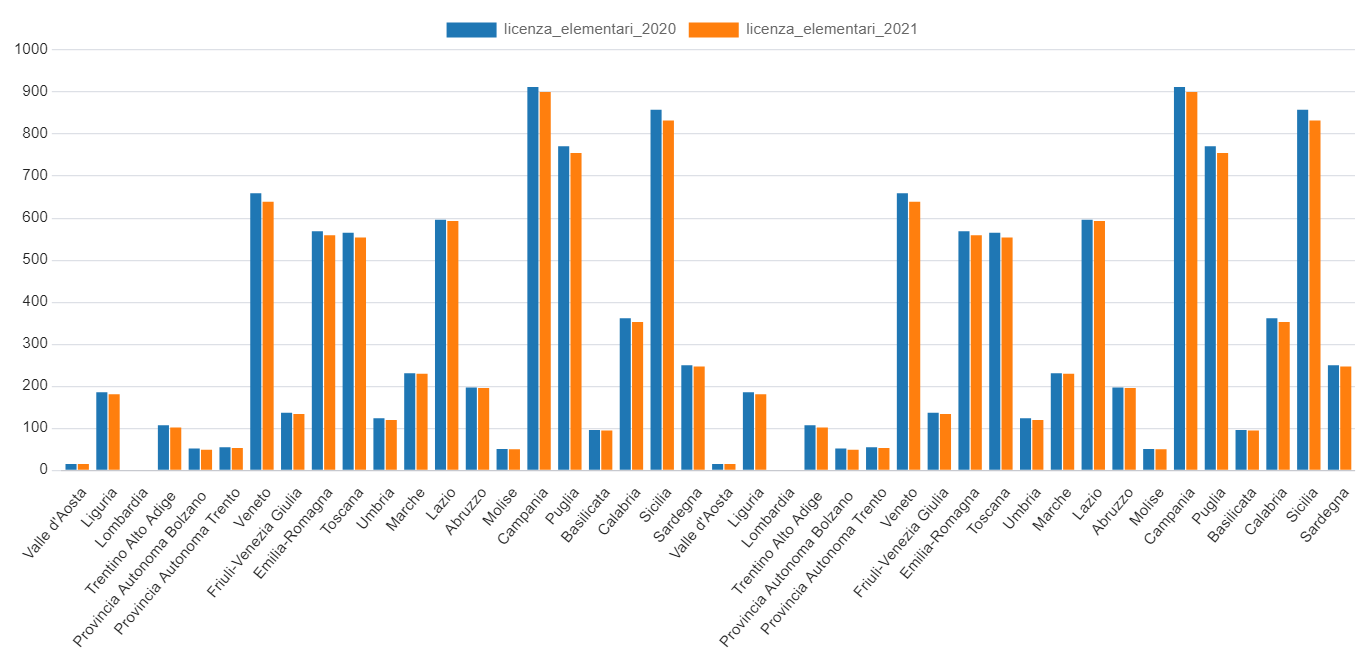 licenza_elementari_2020 licenza_elementari_2021
1000
900
800
700
600
500
400
300
200
100
0
Valle d'Aosta
Liguria
Lombardia
Trentino Alto Adige
Provincia Autonoma Bolzano
Provincia Autonoma Trento
Veneto
Friuli-Venezia Giulia
Emilia-Romagna
Toscana
Umbria
Marche
Lazio
Abruzzo
Molise
Campania
Puglia
Basilicata
Calabria
Sicilia
Sardegna
Valle d'Aosta
Liguria
Lombardia
Trentino Alto Adige
Provincia Autonoma Bolzano
Provincia Autonoma Trento
Veneto
Friuli-Venezia Giulia
Emilia-Romagna
Toscana
Umbria
Marche
Lazio
Abruzzo
Molise
Campania
Puglia
Basilicata
Calabria
Sicilia
Sardegna